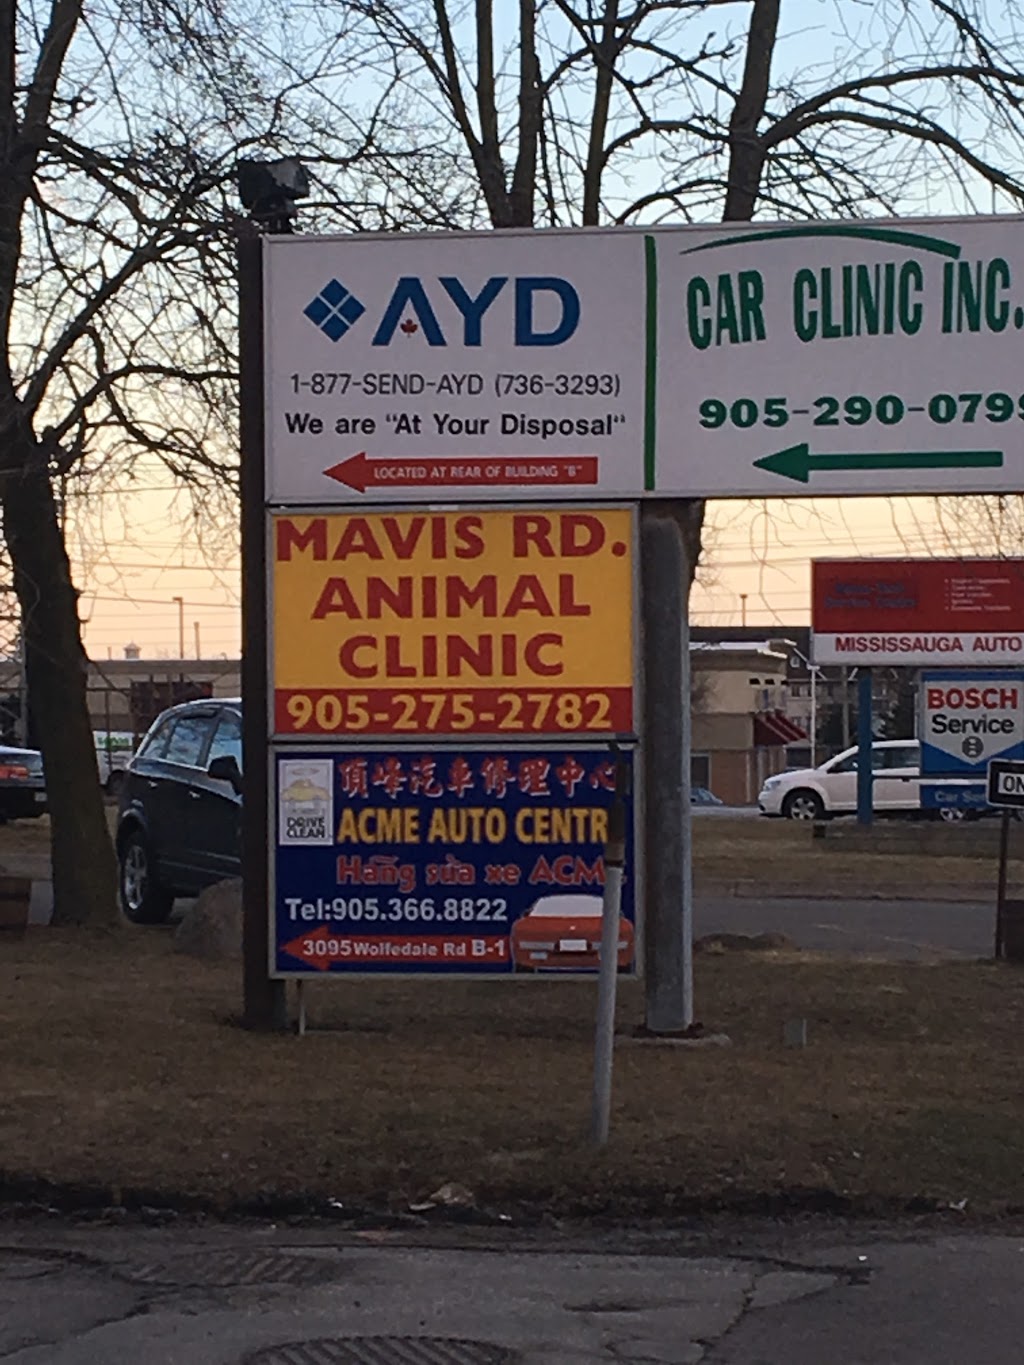 AYD
1-877-SEND-AYD (736-3293)
We are "At Your Disposal"
LOCATED AT REAR OF BUILDING "B"
CAR CLINIC INC.
905-290-079
MAVIS RD.
ANIMAL
CLINIC
905-275-2782
頂峰汽車修理中心
DRIVE
CLEAN
ACME AUTO CENTR
Hãng sửa xe ACM
Tel:905.366.8822
3095 Wolfedale Rd B-1
MISSISSAUGA AUTO
BOSCH
Service
ON